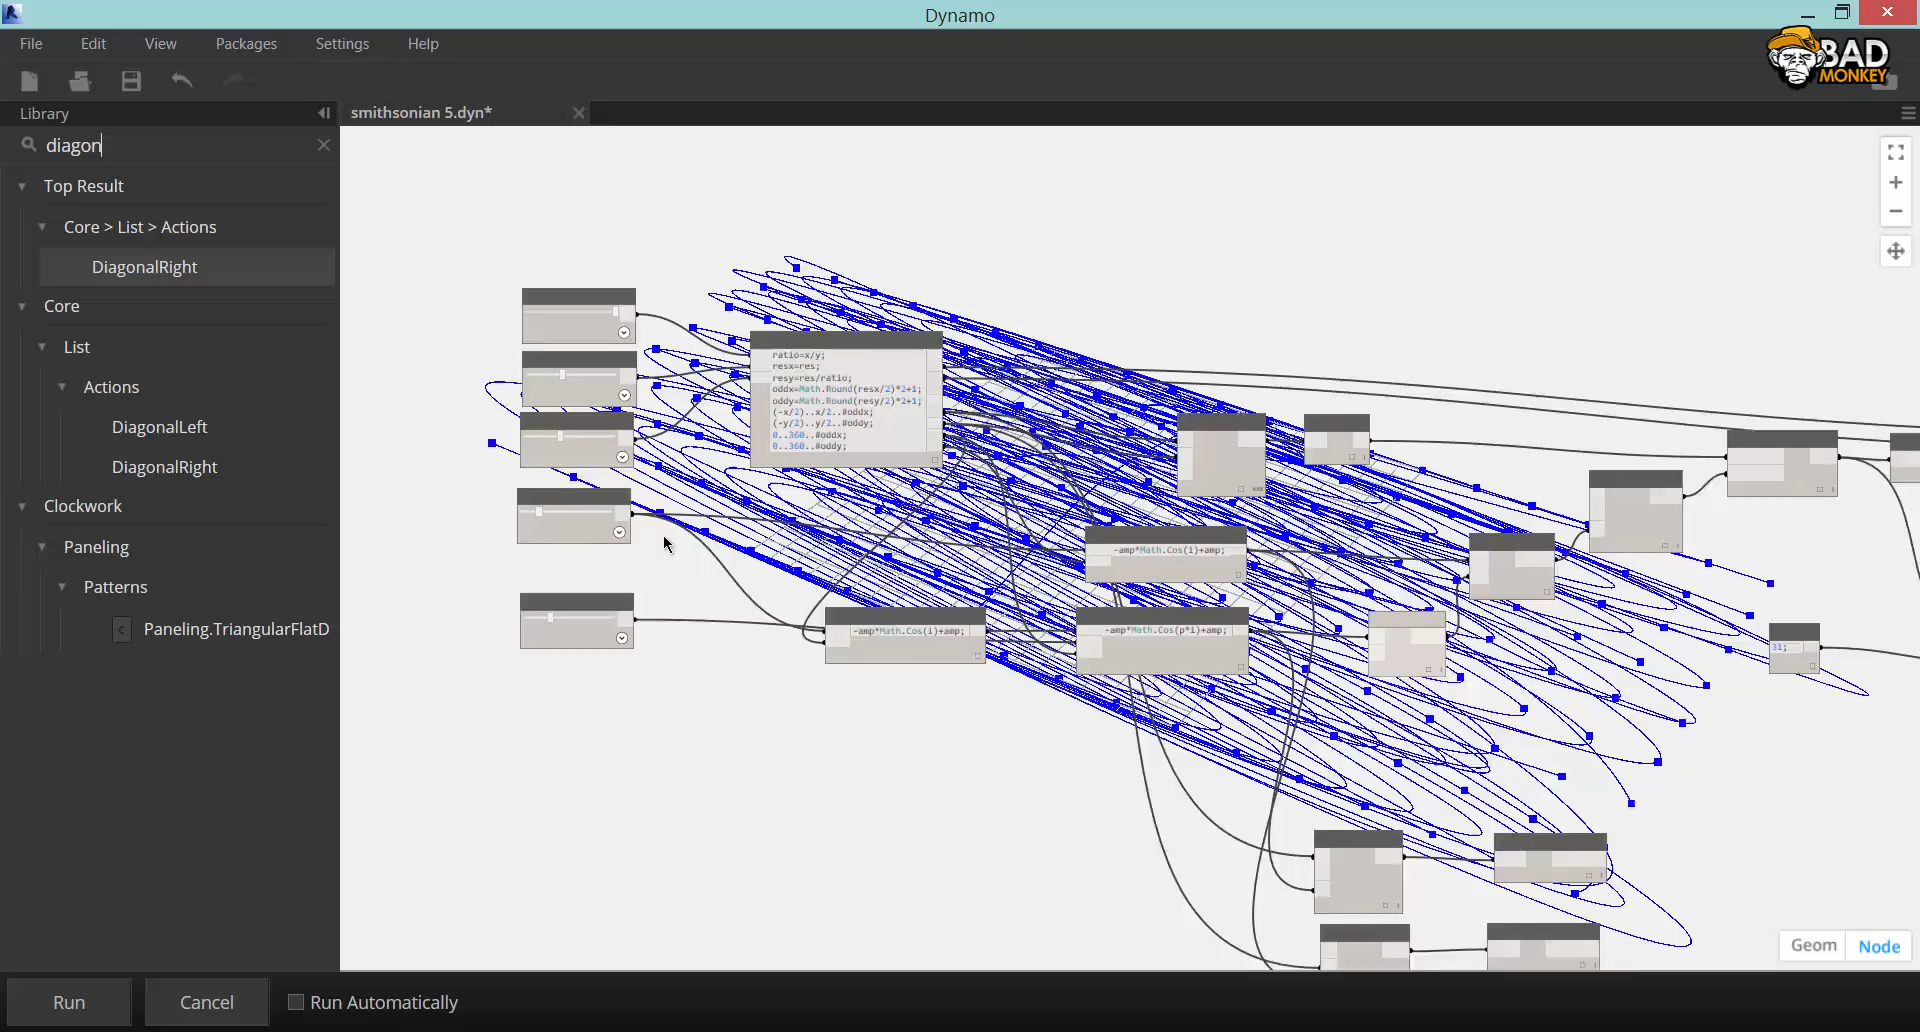 Dynamo
File Edit View Packages Settings Help
BAD
MONKEY
Library
smithsonian 5.dyn*
diagon
Top Result
Core > List > Actions
DiagonalRight
Core
List
Actions
DiagonalLeft
DiagonalRight
Clockwork
Paneling
Patterns
c Paneling.TriangularFlatD
ratio=x/y;
resx=res;
resy=res/ratio;
oddx=Math.Round(resx/2)*2+1;
oddy=Math.Round(resy/2)*2+1;
(-x/2)..x/2..#oddx;
(-y/2)..y/2..#oddy;
0..360..#oddx;
0..360..#oddy;
-amp*Math.Cos(i)+amp;
-amp*Math.Cos(i)+amp;
-amp*Math.Cos(p*i)+amp;
31;
Geom Node
Run Cancel Run Automatically